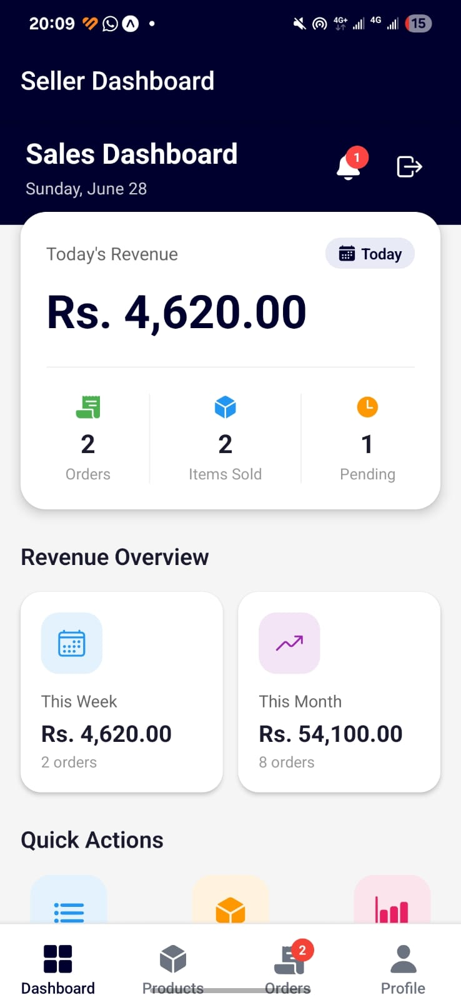 20:09
4G+ 4G 15
Seller Dashboard
Sales Dashboard
1
Sunday, June 28
Today's Revenue
Today
Rs. 4,620.00
2 2 1
Orders Items Sold Pending
Revenue Overview
This Week
Rs. 4,620.00
2 orders
This Month
Rs. 54,100.00
8 orders
Quick Actions
2
Dashboard Products Orders Profile